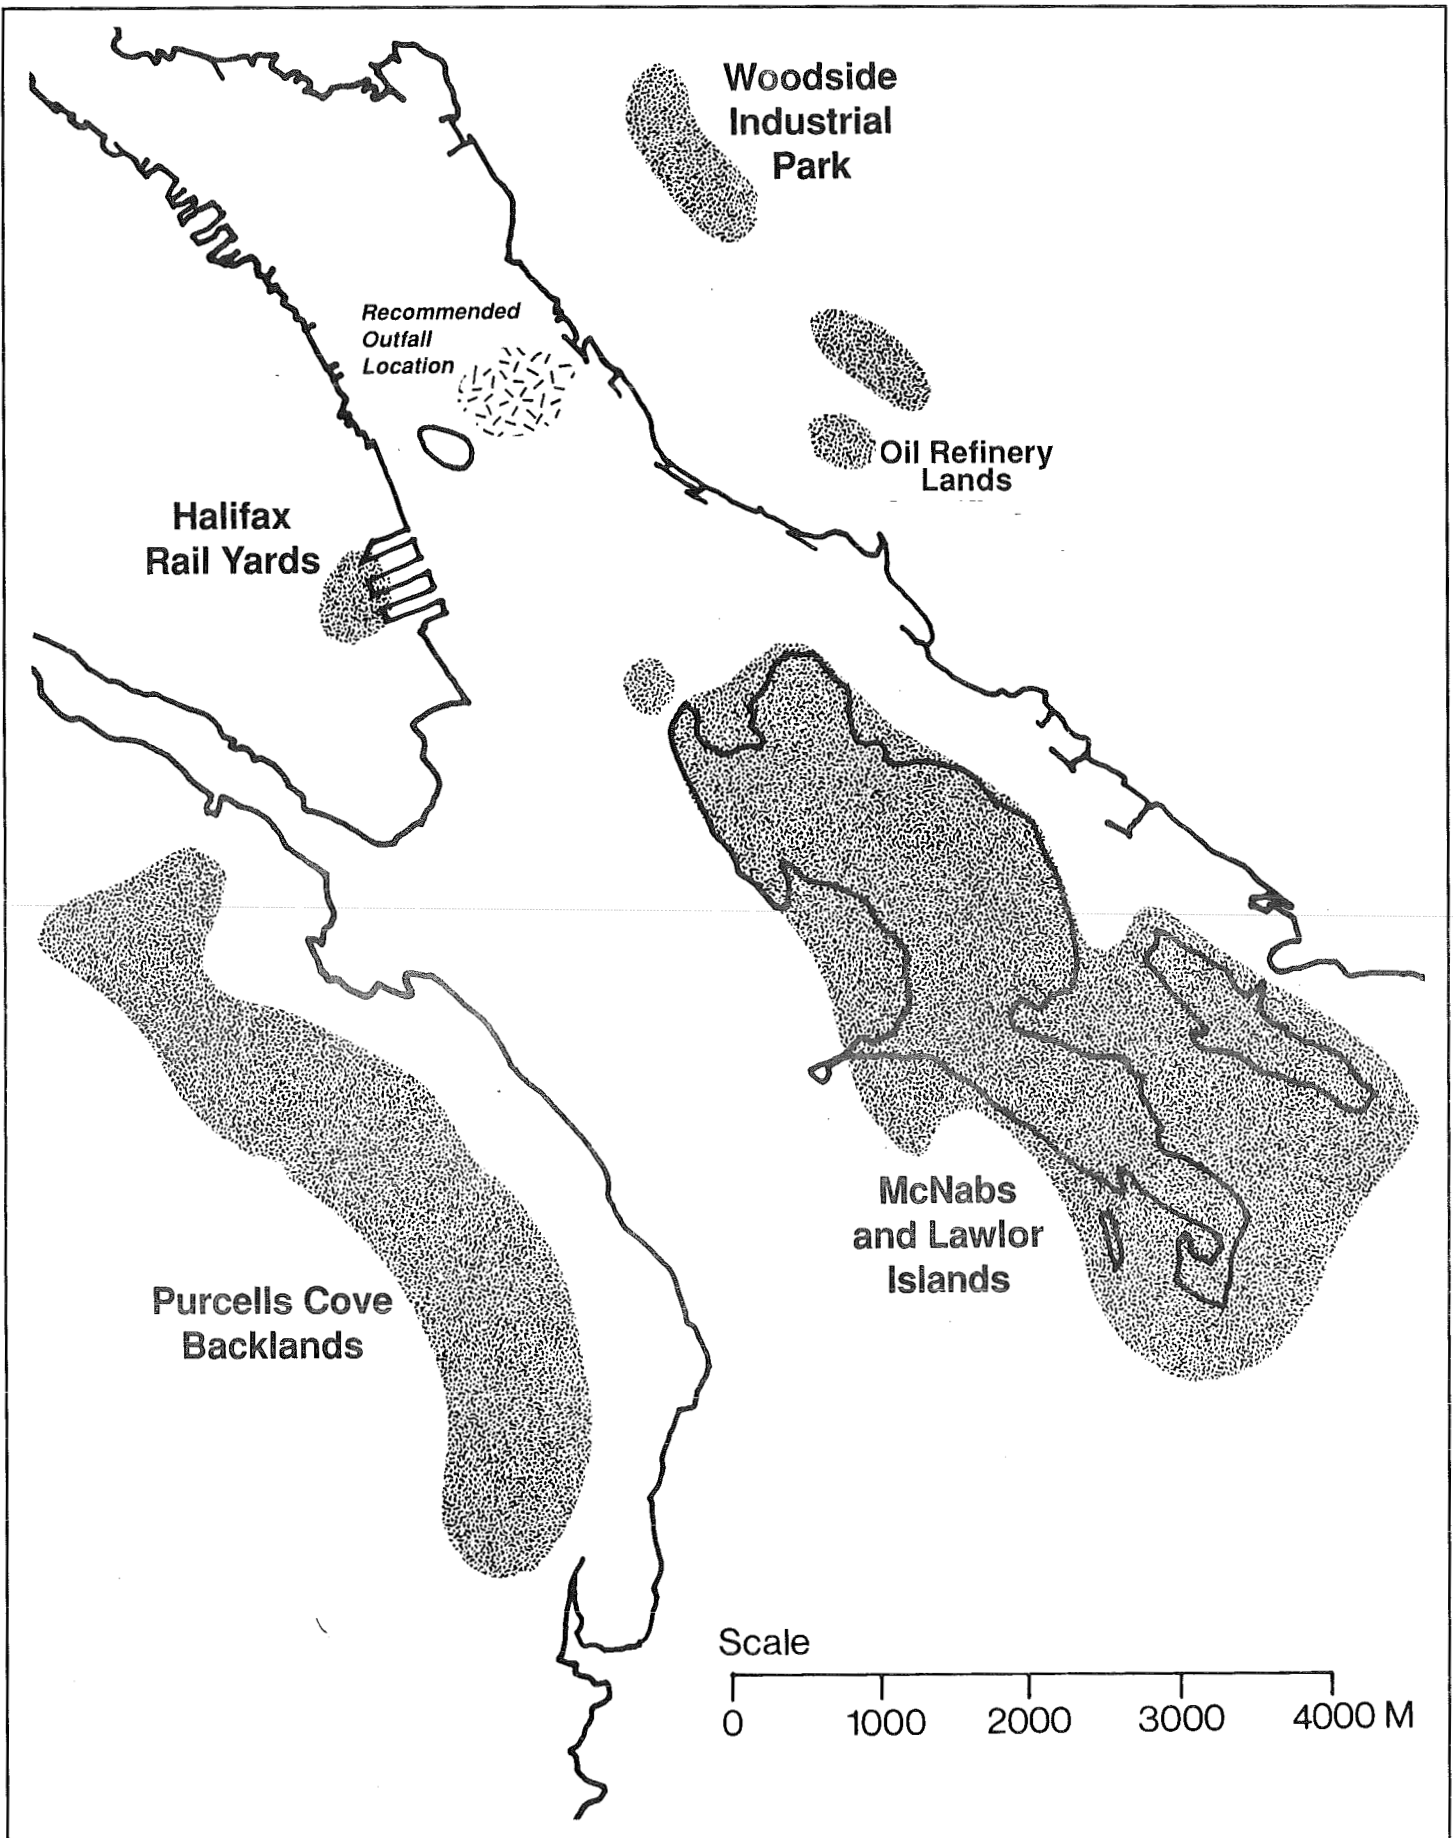 Woodside
Industrial
Park
Recommended
Outfall
Location
Oil Refinery
Lands
Halifax
Rail Yards
McNabs
and Lawlor
Islands
Purcells Cove
Backlands
Scale
0 1000 2000 3000 4000 M